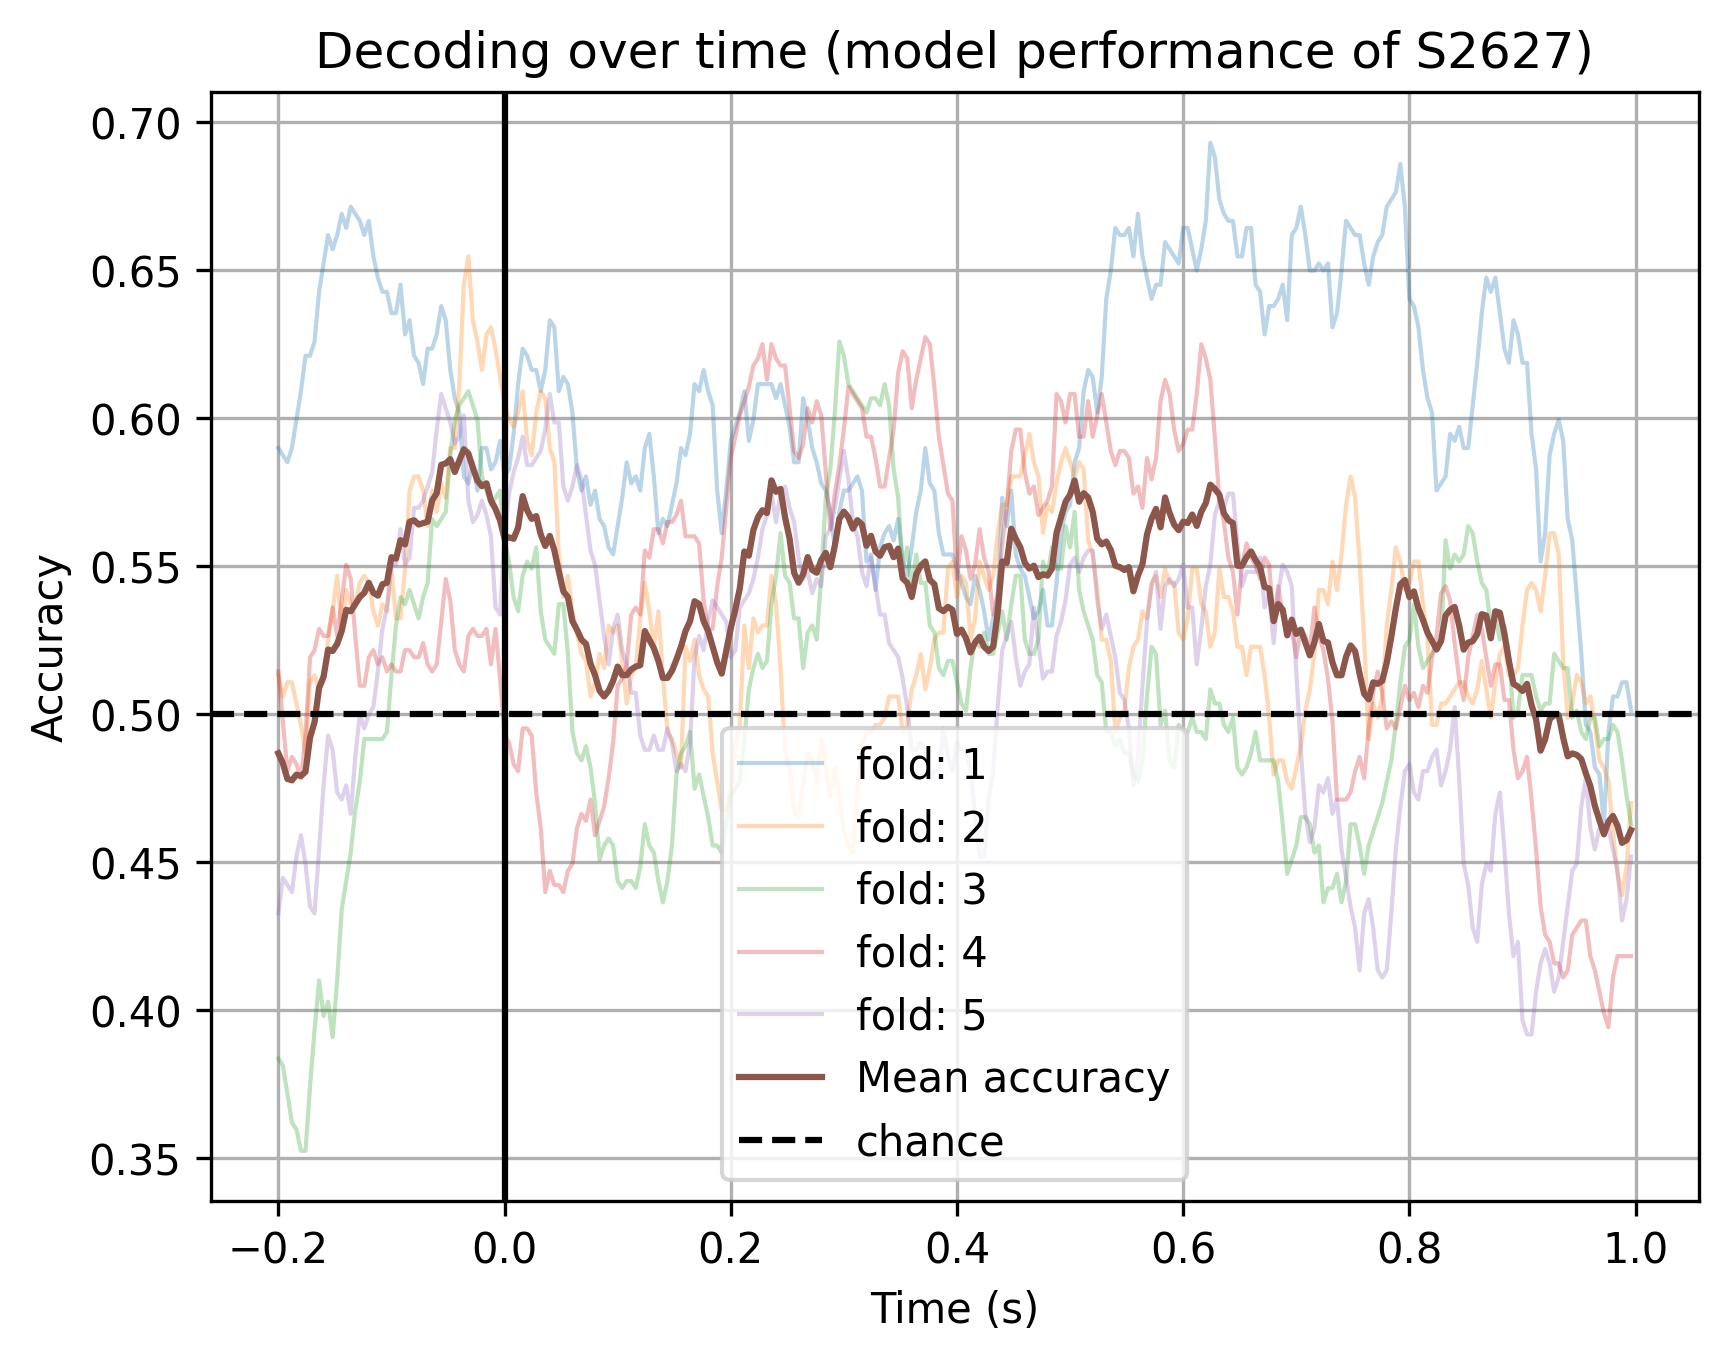 Decoding over time (model performance of S2627)
Accuracy
0.70
0.65
0.60
0.55
0.50
0.45
0.40
0.35
fold: 1
fold: 2
fold: 3
fold: 4
fold: 5
Mean accuracy
chance
−0.2 0.0 0.2 0.4 0.6 0.8 1.0
Time (s)